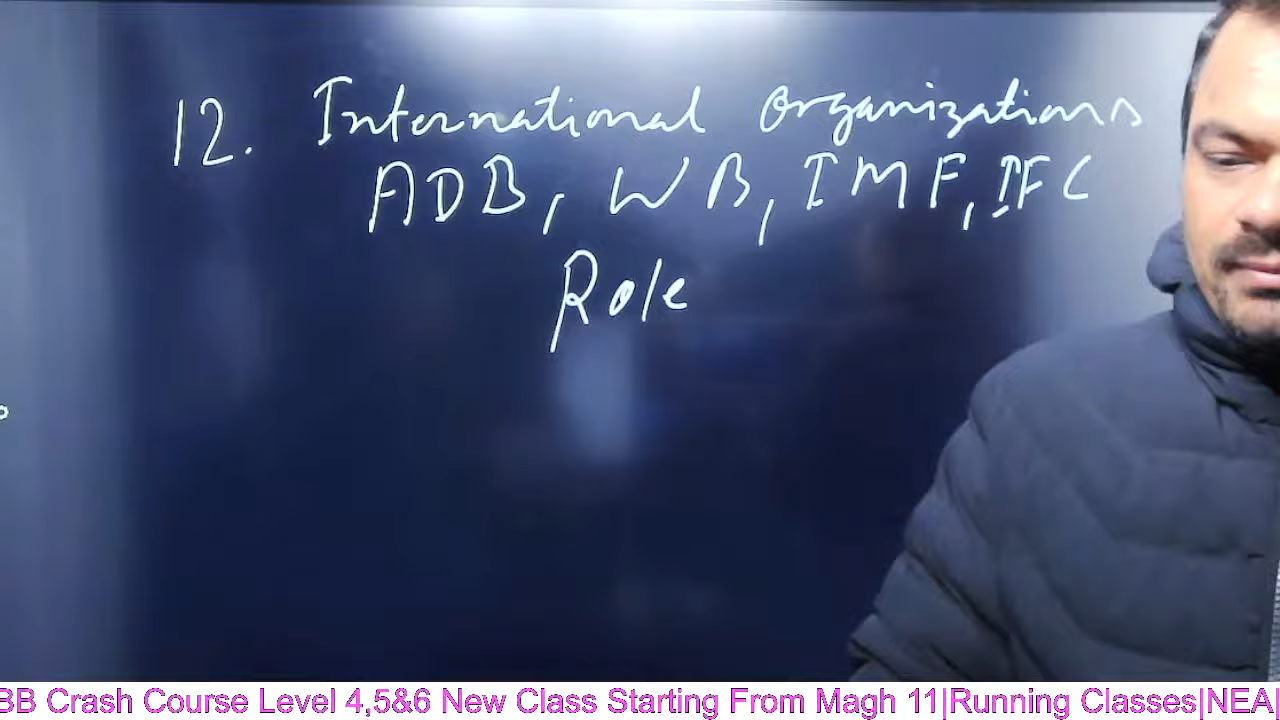 12. International Organizations
ADB, WB, IMF, IFC
Role
BB Crash Course Level 4,5&6 New Class Starting From Magh 11|Running Classes|NEA|